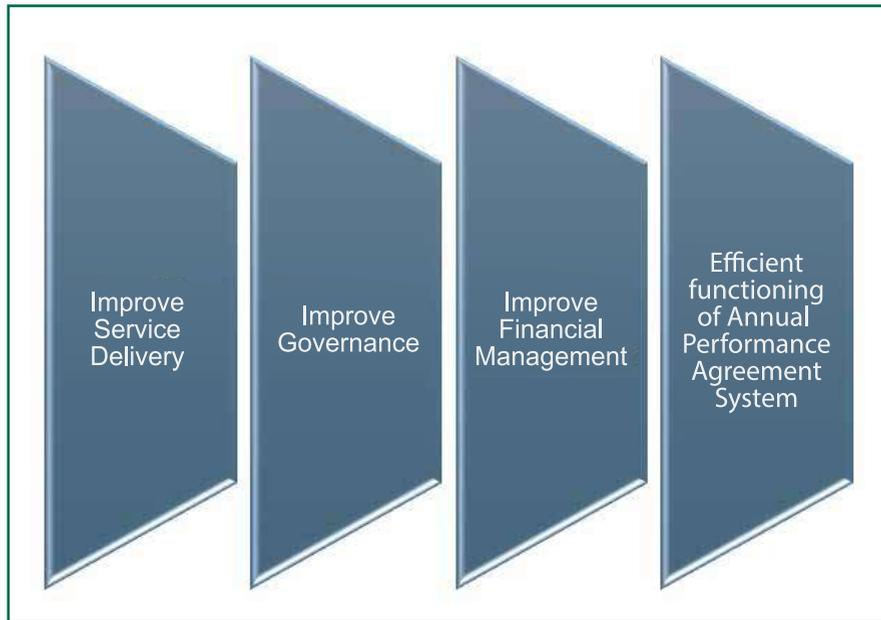 Improve
Service
Delivery
Improve
Governance
Improve
Financial
Management
Efficient
functioning
of Annual
Performance
Agreement
System